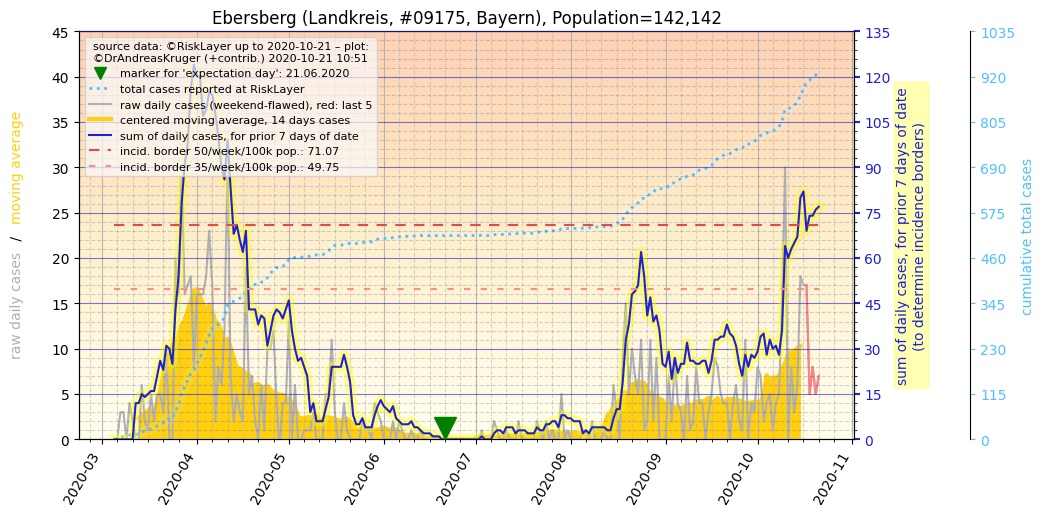 Ebersberg (Landkreis, #09175, Bayern), Population=142,142
source data: ©RiskLayer up to 2020-10-21 – plot:
©DrAndreasKruger (+contrib.) 2020-10-21 10:51
marker for 'expectation day': 21.06.2020
total cases reported at RiskLayer
raw daily cases (weekend-flawed), red: last 5
centered moving average, 14 days cases
sum of daily cases, for prior 7 days of date
incid. border 50/week/100k pop.: 71.07
incid. border 35/week/100k pop.: 49.75
raw daily cases / moving average
45
40
35
30
25
20
15
10
5
0
2020-03
2020-04
2020-05
2020-06
2020-07
2020-08
2020-09
2020-10
2020-11
135
120
105
90
75
60
45
30
15
0
sum of daily cases, for prior 7 days of date
(to determine incidence borders)
1035
920
805
690
575
460
345
230
115
0
cumulative total cases